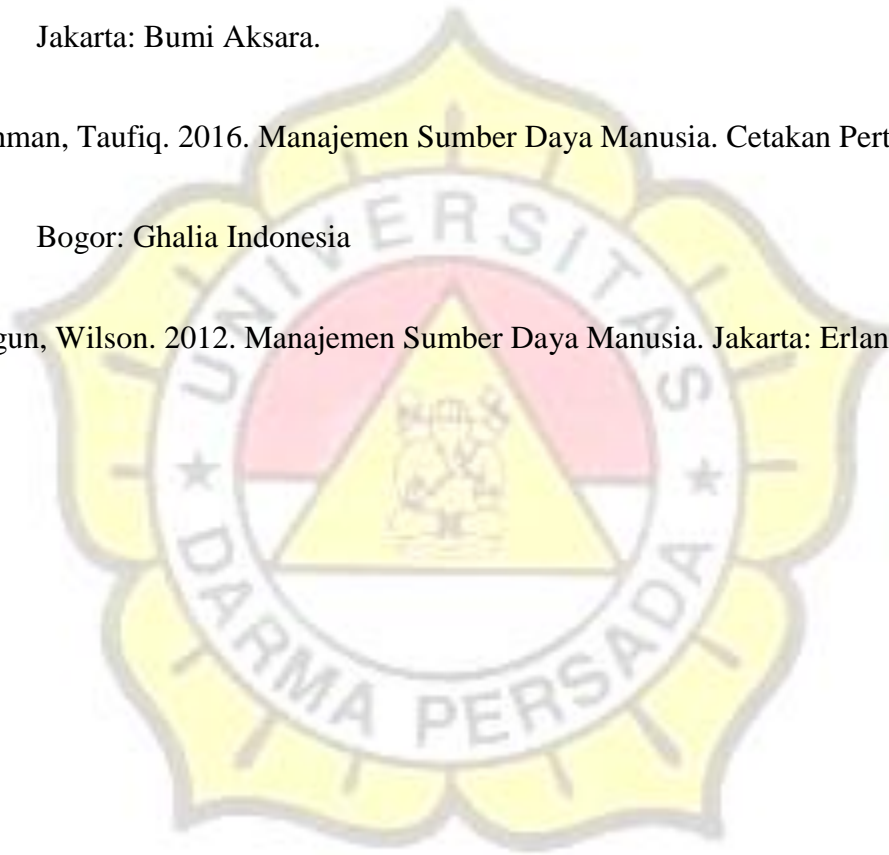 Jakarta: Bumi Aksara.
hman, Taufiq. 2016. Manajemen Sumber Daya Manusia. Cetakan Pert
Bogor: Ghalia Indonesia
gun, Wilson. 2012. Manajemen Sumber Daya Manusia. Jakarta: Erlan
UNIVERSITAS
DARMA PERSADA